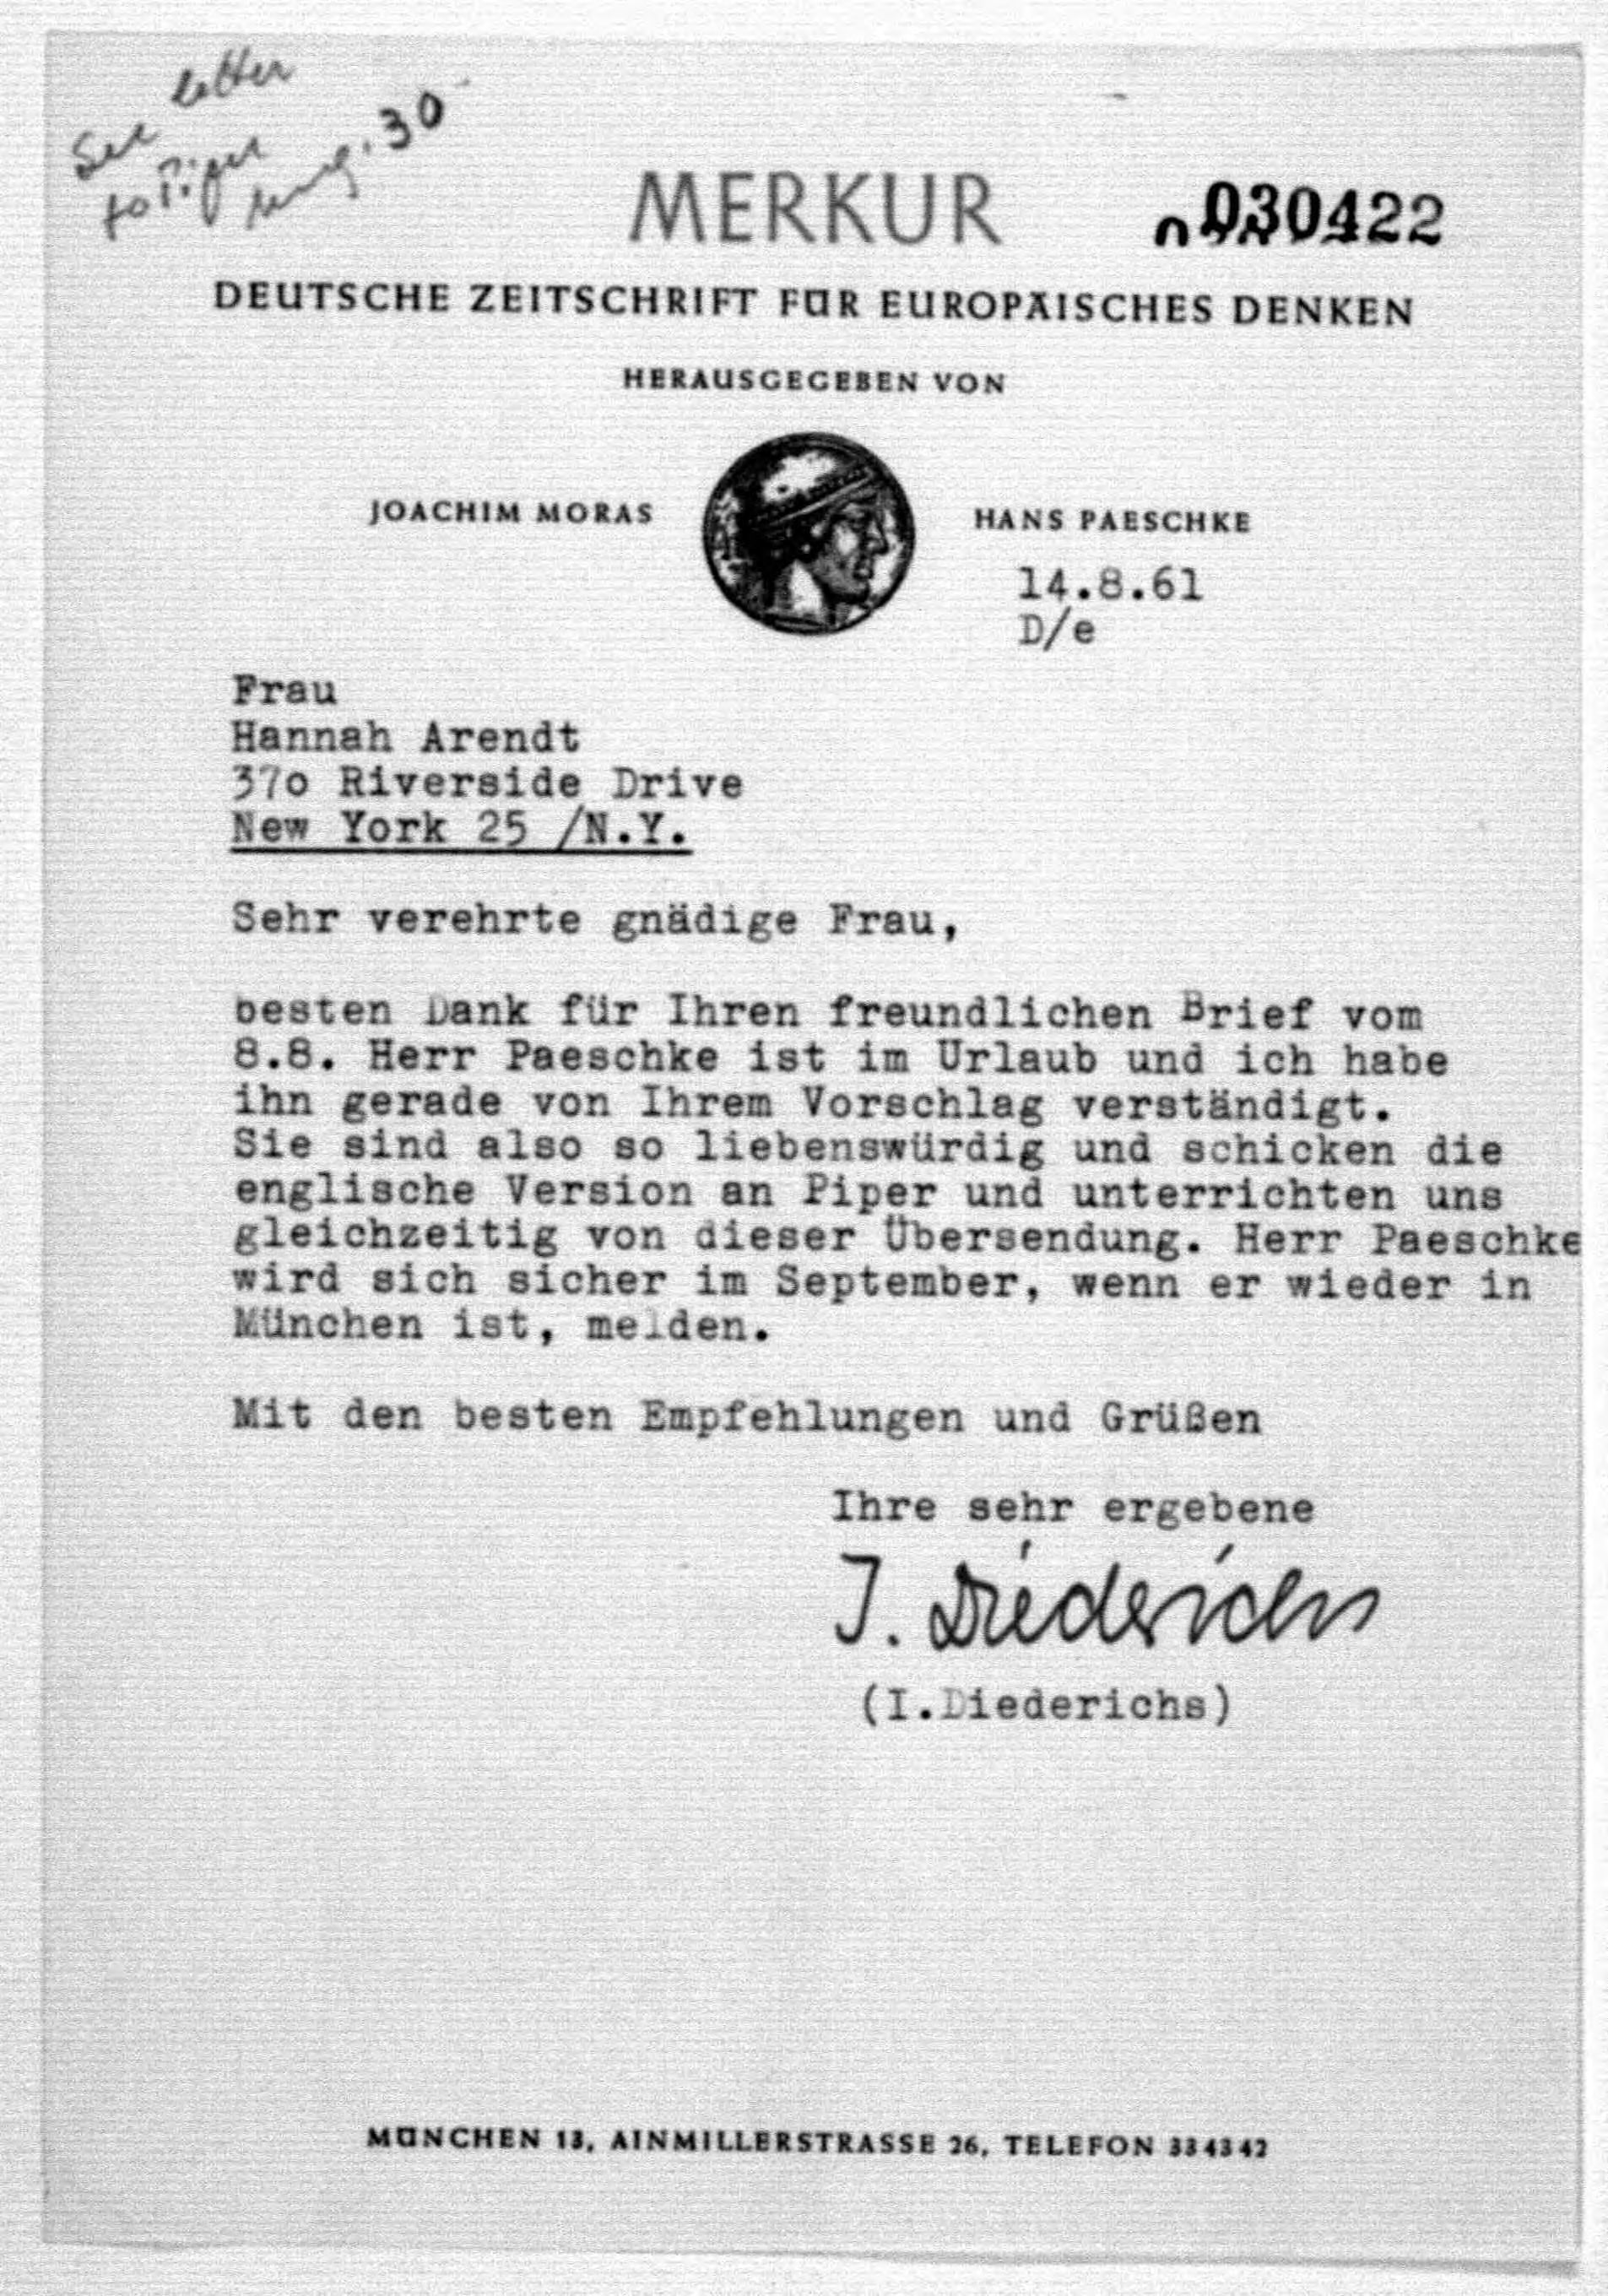 See letter
to Piper
Aug. 30
MERKUR
030422
DEUTSCHE ZEITSCHRIFT FÜR EUROPÄISCHES DENKEN
HERAUSGEGEBEN VON
JOACHIM MORAS
HANS PAESCHKE
14.8.61
D/e
Frau
Hannah Arendt
37o Riverside Drive
New York 25 /N.Y.
Sehr verehrte gnädige Frau,
besten Dank für Ihren freundlichen Brief vom
8.8. Herr Paeschke ist im Urlaub und ich habe
ihn gerade von Ihrem Vorschlag verständigt.
Sie sind also so liebenswürdig und schicken die
englische Version an Piper und unterrichten uns
gleichzeitig von dieser Übersendung. Herr Paeschke
wird sich sicher im September, wenn er wieder in
München ist, melden.
Mit den besten Empfehlungen und Grüßen
Ihre sehr ergebene
I. Diederichs
(I.Diederichs)
MÜNCHEN 13, AINMILLERSTRASSE 26, TELEFON 334342